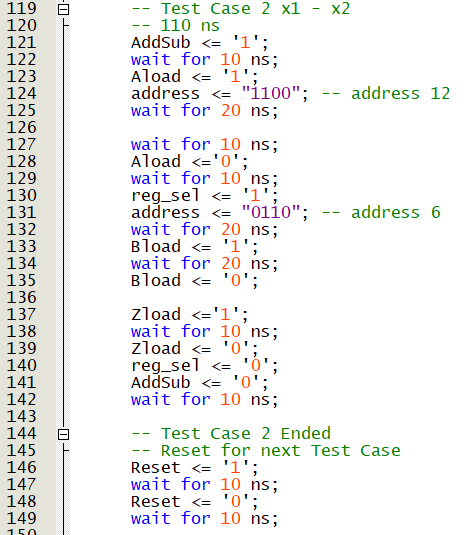 119 -- Test Case 2 x1 - x2
120 -- 110 ns
121 AddSub <= '1';
122 wait for 10 ns;
123 Aload <= '1';
124 address <= "1100"; -- address 12
125 wait for 20 ns;
126
127 wait for 10 ns;
128 Aload <='0';
129 wait for 10 ns;
130 reg_sel <= '1';
131 address <= "0110"; -- address 6
132 wait for 20 ns;
133 Bload <= '1';
134 wait for 20 ns;
135 Bload <= '0';
136
137 Zload <='1';
138 wait for 10 ns;
139 Zload <= '0';
140 reg_sel <= '0';
141 AddSub <= '0';
142 wait for 10 ns;
143
144 -- Test Case 2 Ended
145 -- Reset for next Test Case
146 Reset <= '1';
147 wait for 10 ns;
148 Reset <= '0';
149 wait for 10 ns;
150